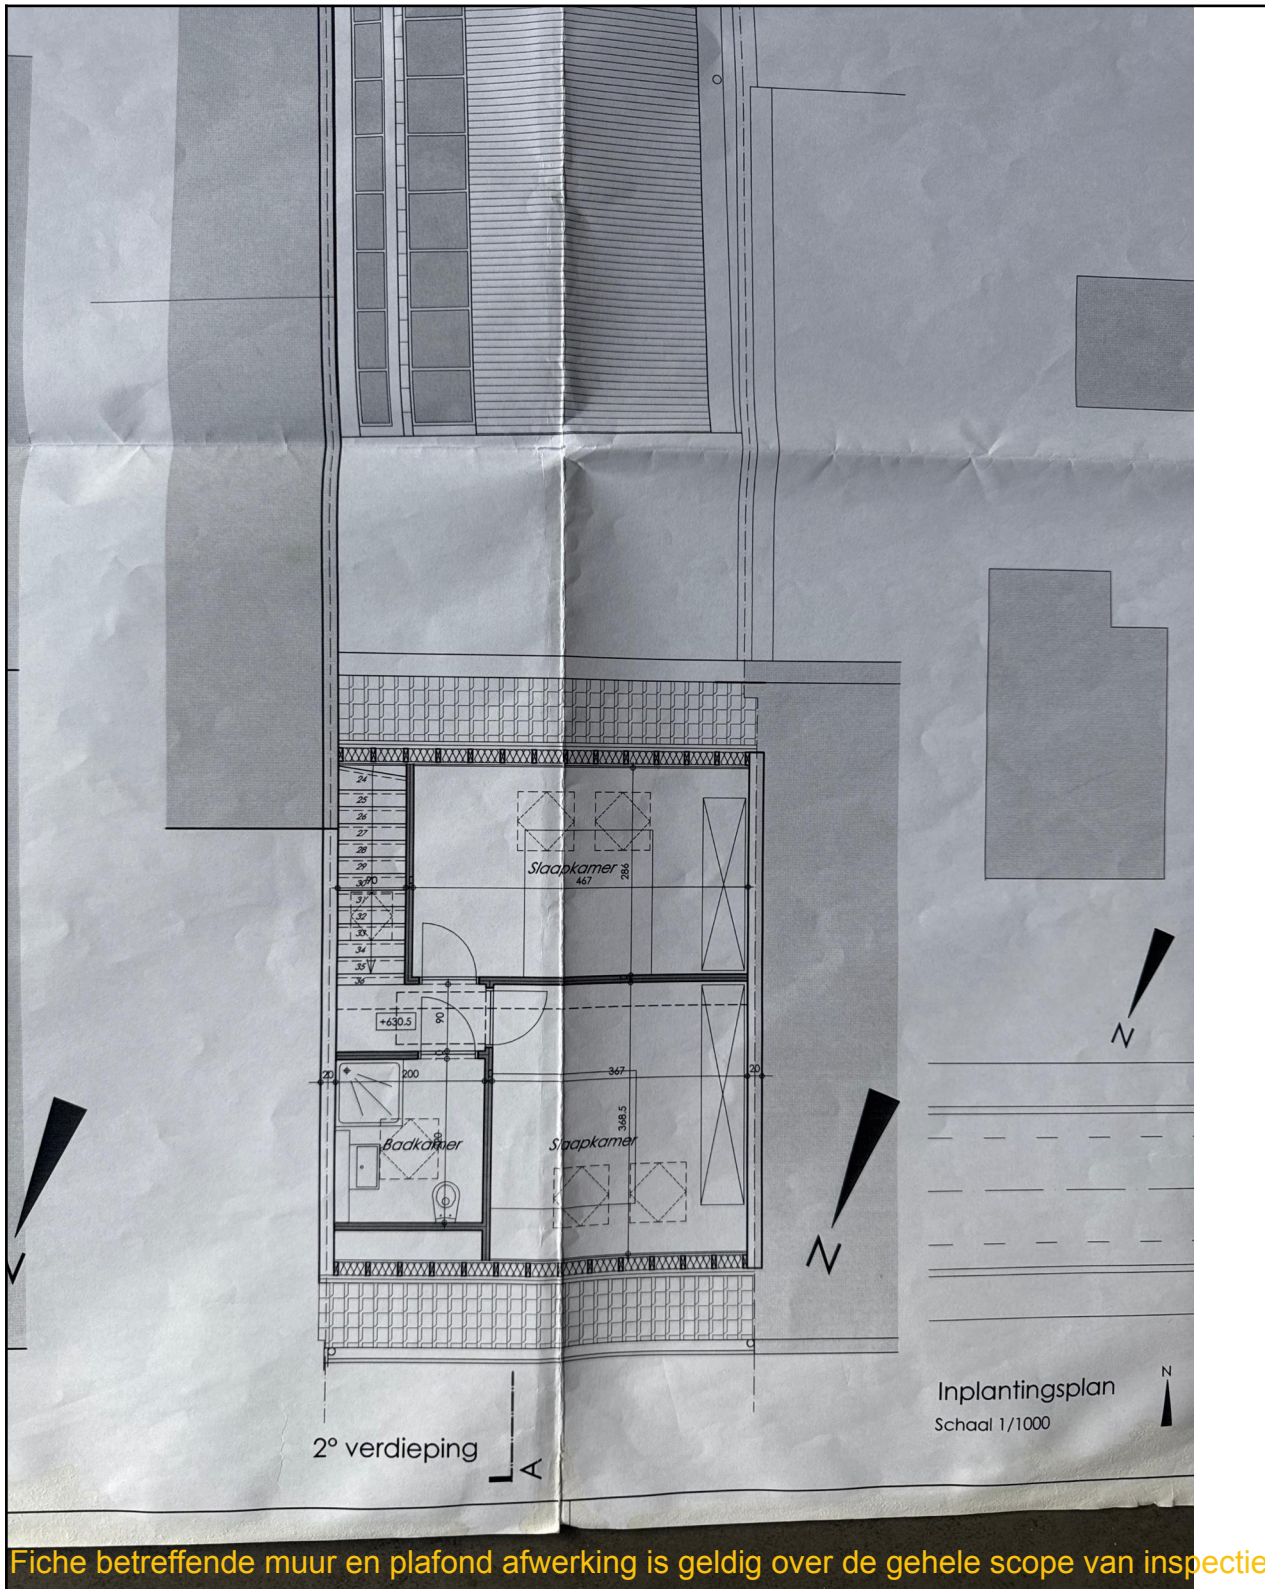 24
25
26
27
28
29
30
90
31
32
33
34
35
36
Slaapkamer
467
286
+630.5
90
15
20
200
367
20
368.5
Badkamer
Slaapkamer
N
N
N
Inplantingsplan
Schaal 1/1000
N
2° verdieping
A
Fiche betreffende muur en plafond afwerking is geldig over de gehele scope van inspectie